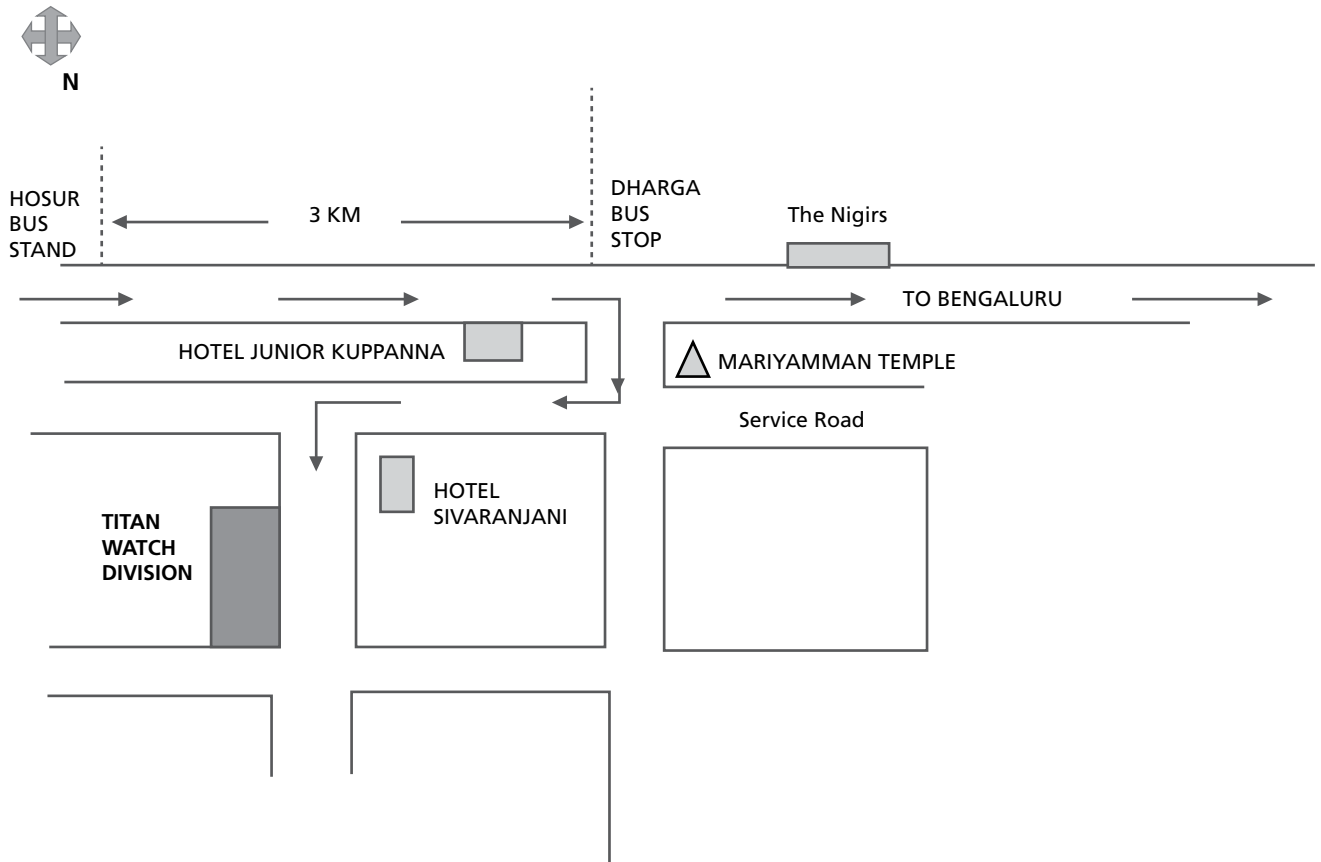 N
HOSUR
BUS
STAND
3 KM
DHARGA
BUS
STOP
The Nigirs
TO BENGALURU
HOTEL JUNIOR KUPPANNA
MARIYAMMAN TEMPLE
Service Road
HOTEL
SIVARANJANI
TITAN
WATCH
DIVISION